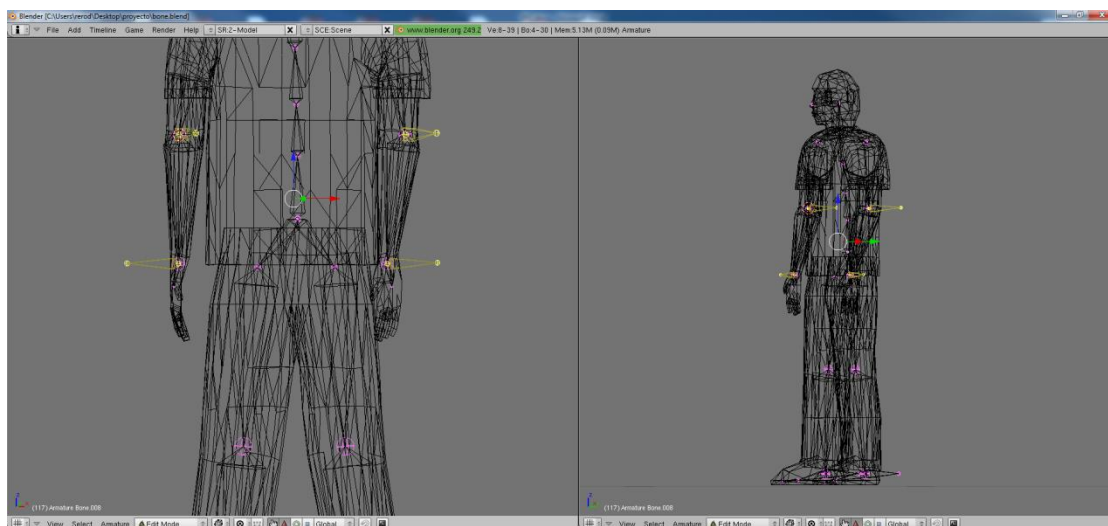 Blender [C:\Users\rerod\Desktop\proyecto\bone.blend]
File Add Timeline Game Render Help SR:2-Model X SCE:Scene X www.blender.org 249.2 Ve:6-39 | Bo:4-30 | Mem:5.13M (0.09M) Armature
(117) Armature Bone.008
(117) Armature Bone.008
View Select Armature Edit Mode Global
View Select Armature Edit Mode Global